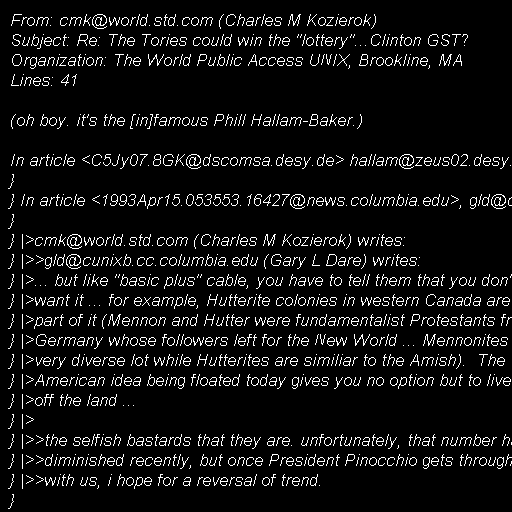 From: cmk@world.std.com (Charles M Kozierok)
Subject: Re: The Tories could win the "lottery"...Clinton GST?
Organization: The World Public Access UNIX, Brookline, MA
Lines: 41
(oh boy. it's the [in]famous Phill Hallam-Baker.)
In article <C5Jy07.8GK@dscomsa.desy.de> hallam@zeus02.desy.
}
} In article <1993Apr15.053553.16427@news.columbia.edu>, gld@c
}
} |>cmk@world.std.com (Charles M Kozierok) writes:
} |>>gld@cunixb.cc.columbia.edu (Gary L Dare) writes:
} |>... but like "basic plus" cable, you have to tell them that you don'
} |>want it ... for example, Hutterite colonies in western Canada are
} |>part of it (Mennon and Hutter were fundamentalist Protestants fr
} |>Germany whose followers left for the New World ... Mennonites
} |>very diverse lot while Hutterites are similiar to the Amish).  The
} |>American idea being floated today gives you no option but to live
} |>off the land ...
} |>
} |>>the selfish bastards that they are. unfortunately, that number h
} |>>diminished recently, but once President Pinocchio gets through
} |>>with us, i hope for a reversal of trend.
}